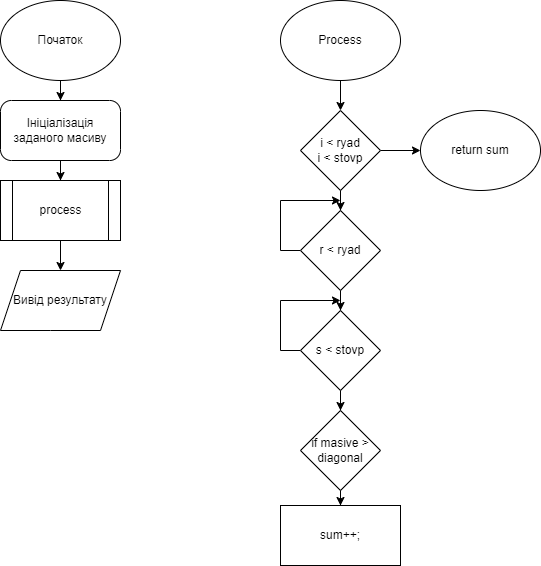 Початок
Ініціалізація
заданого масиву
process
Вивід результату
Process
i < ryad
i < stovp
return sum
r < ryad
s < stovp
if masive >
diagonal
sum++;